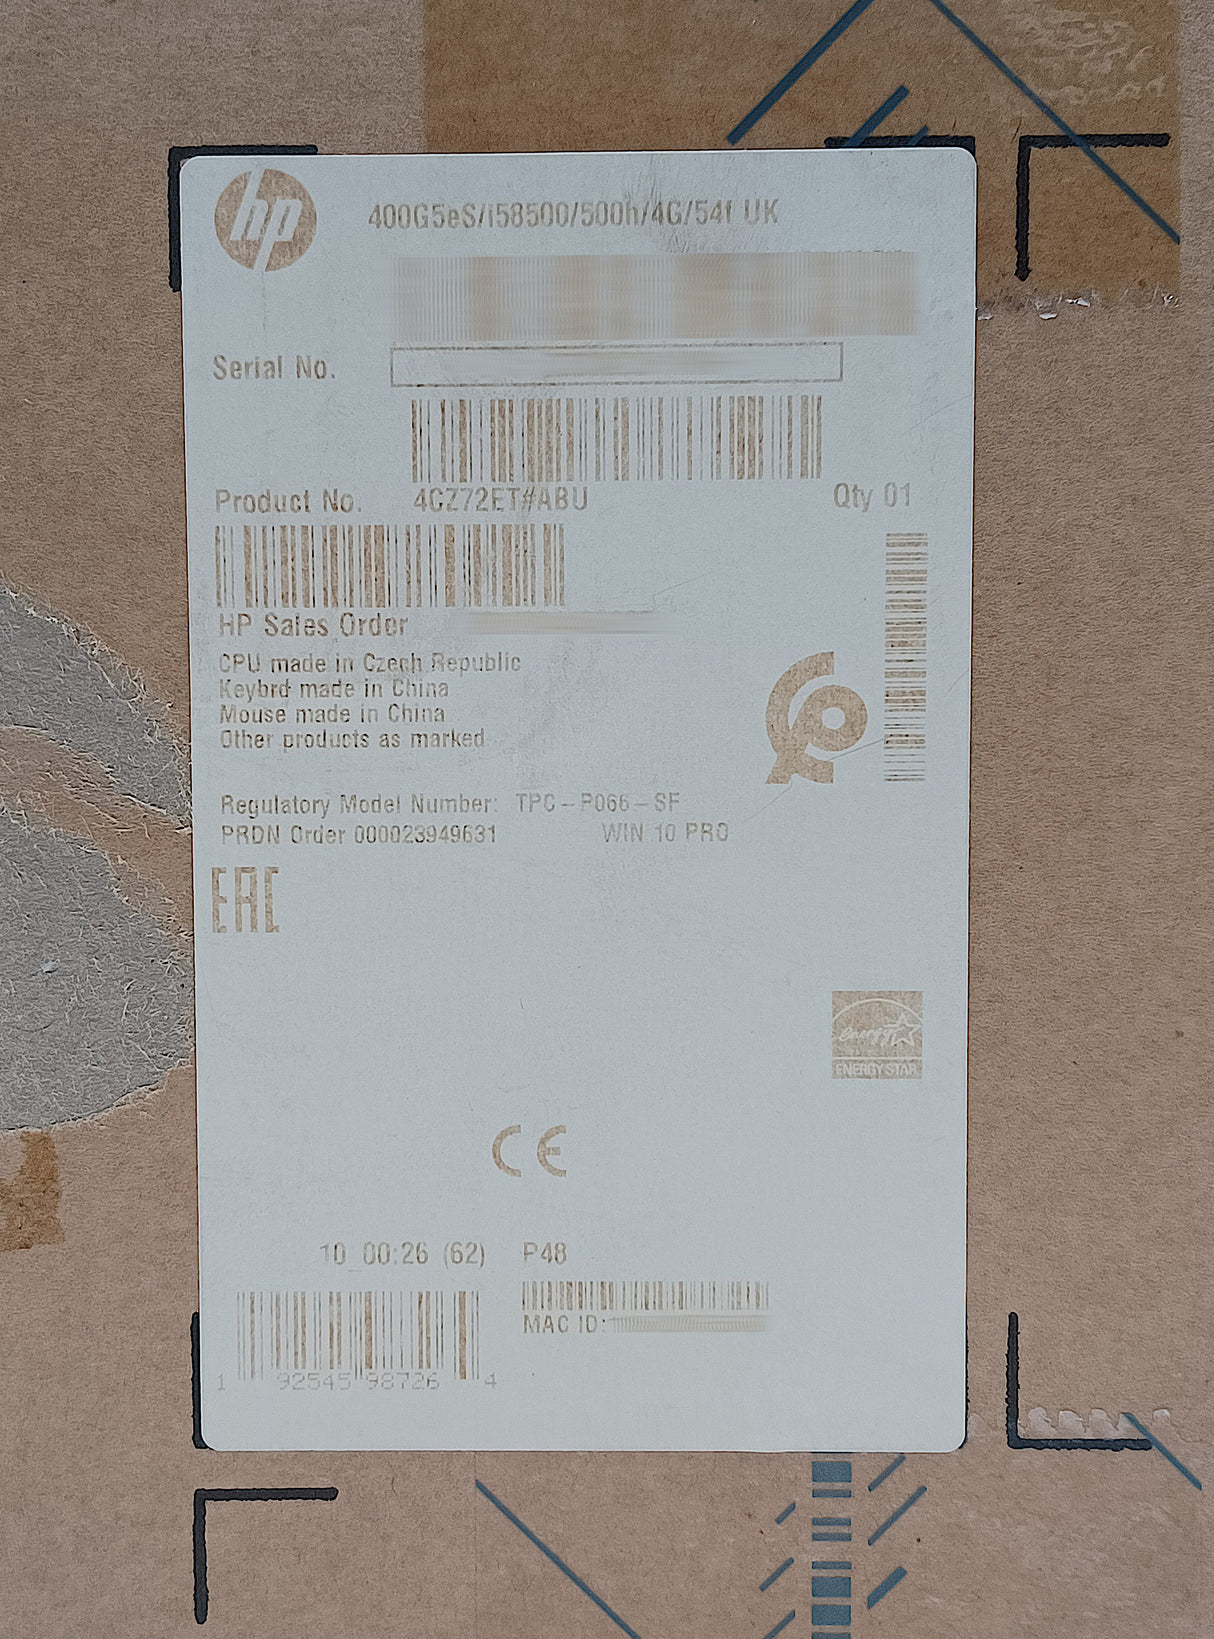 hp
400G5eS/i58500/500h/4G/54f UK
Serial No.
Product No. 4CZ72ET#ABU Qty 01
HP Sales Order
CPU made in Czech Republic
Keybrd made in China
Mouse made in China
Other products as marked
Regulatory Model Number: TPC-P066-SF
PRDN Order 000023949631 WIN 10 PRO
EAC
energy
ENERGY STAR
CE
10_00:26 (62) P48
MAC ID:
1 92545 98726 4